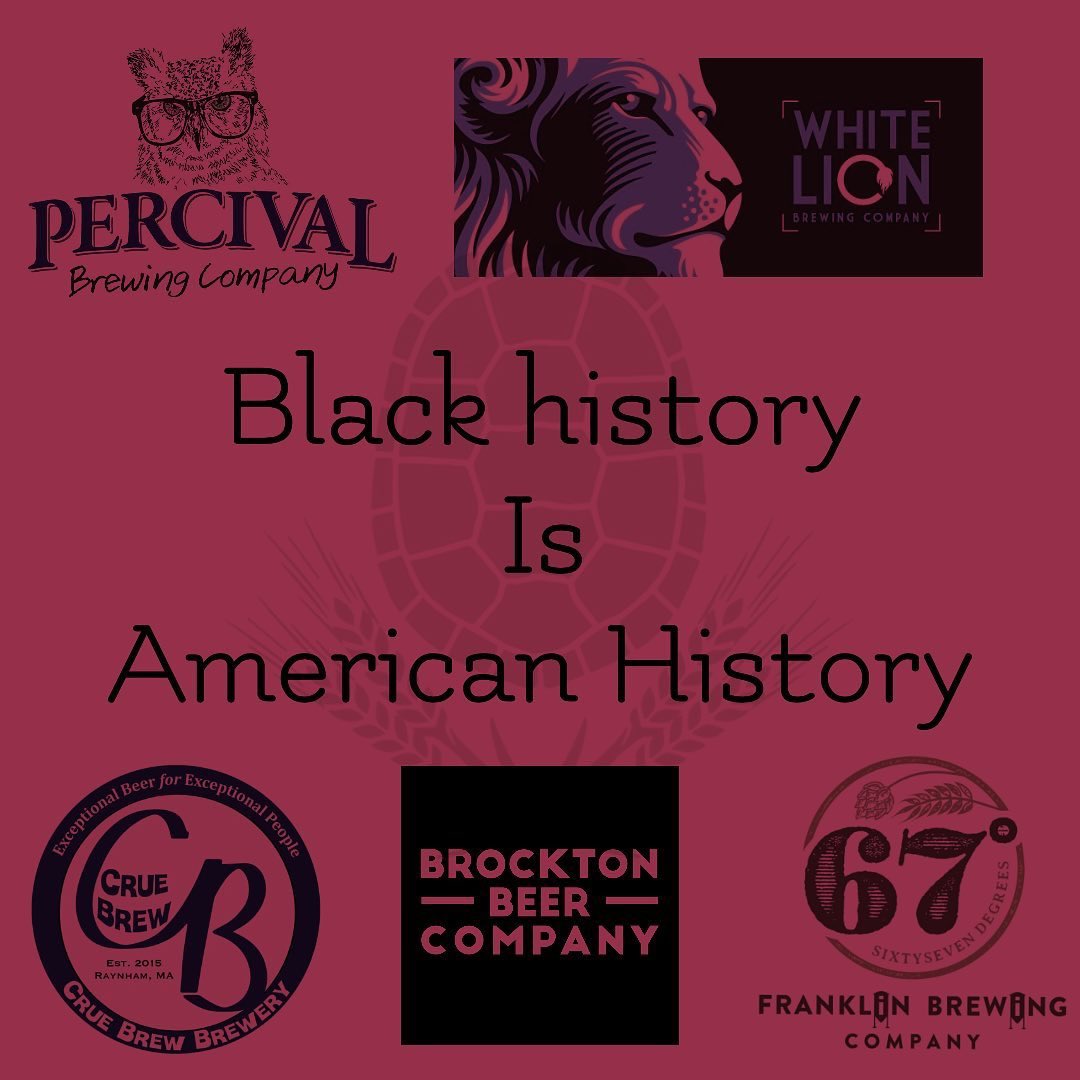 PERCIVAL
Brewing Company
WHITE
LION
BREWING COMPANY
Black history
Is
American History
Exceptional Beer for Exceptional People
CB
CRUE
BREW
EST. 2015
RAYNHAM, MA
CRUE BREW BREWERY
BROCKTON
BEER
COMPANY
67°
SIXTYSEVEN DEGREES
FRANKLIN BREWING
COMPANY